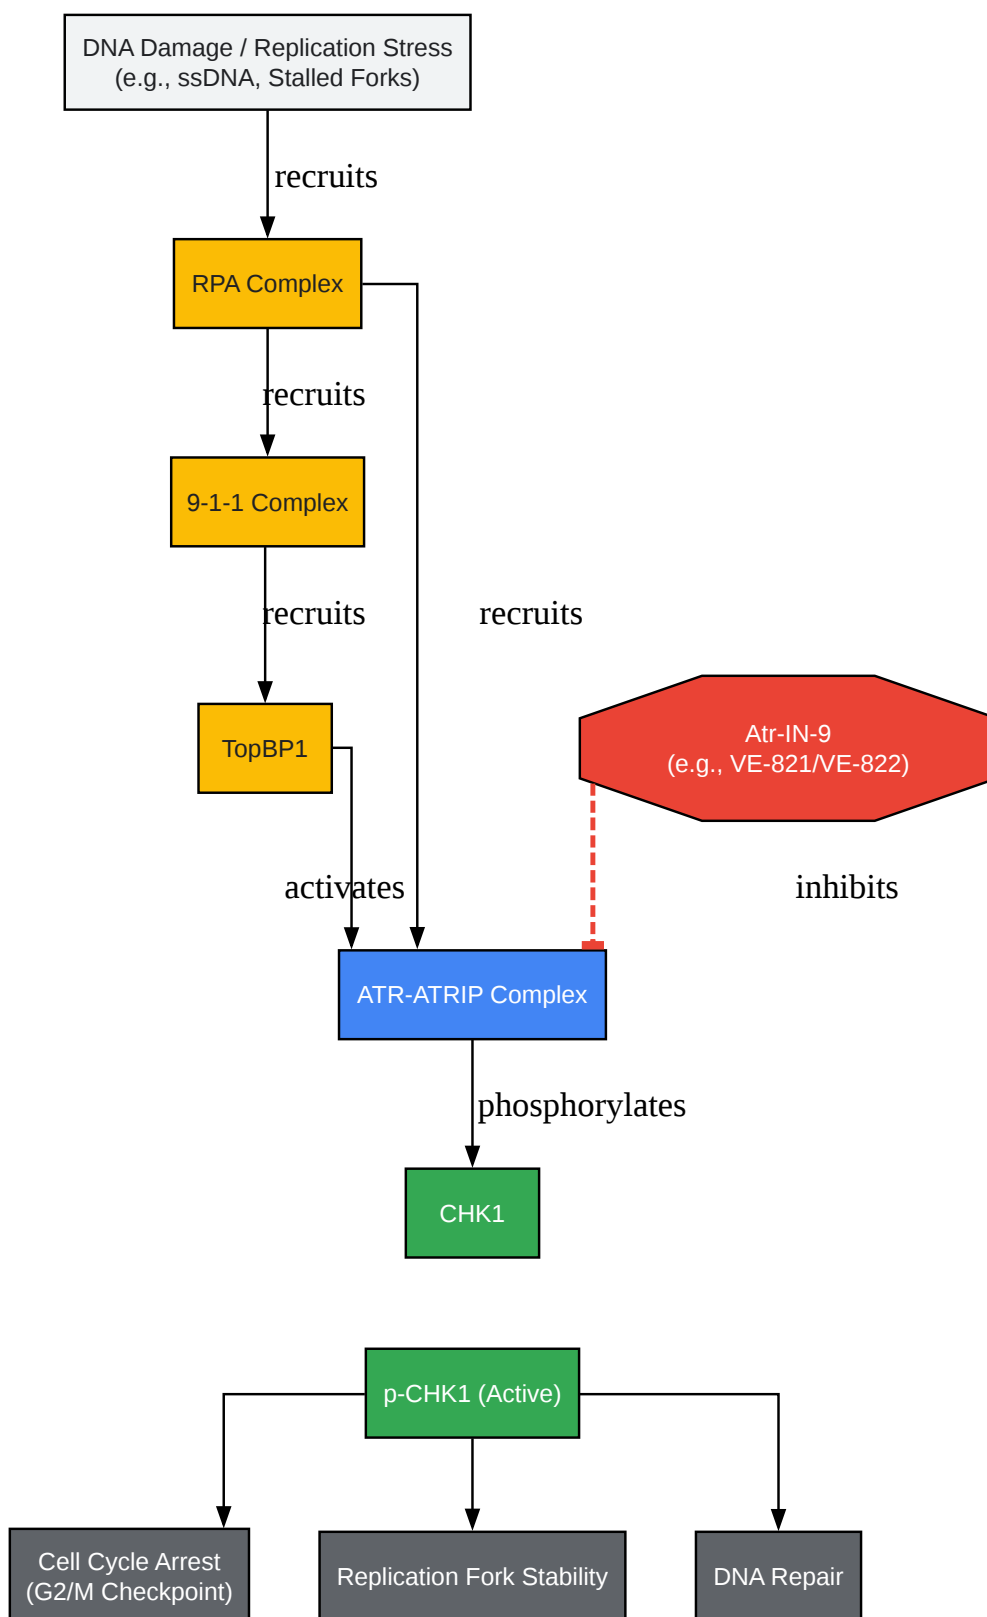 DNA Damage / Replication Stress
(e.g., ssDNA, Stalled Forks)
recruits
RPA Complex
recruits
9-1-1 Complex
recruits
recruits
TopBP1
Atr-IN-9
(e.g., VE-821/VE-822)
activates
inhibits
ATR-ATRIP Complex
phosphorylates
CHK1
p-CHK1 (Active)
Cell Cycle Arrest
(G2/M Checkpoint)
Replication Fork Stability
DNA Repair